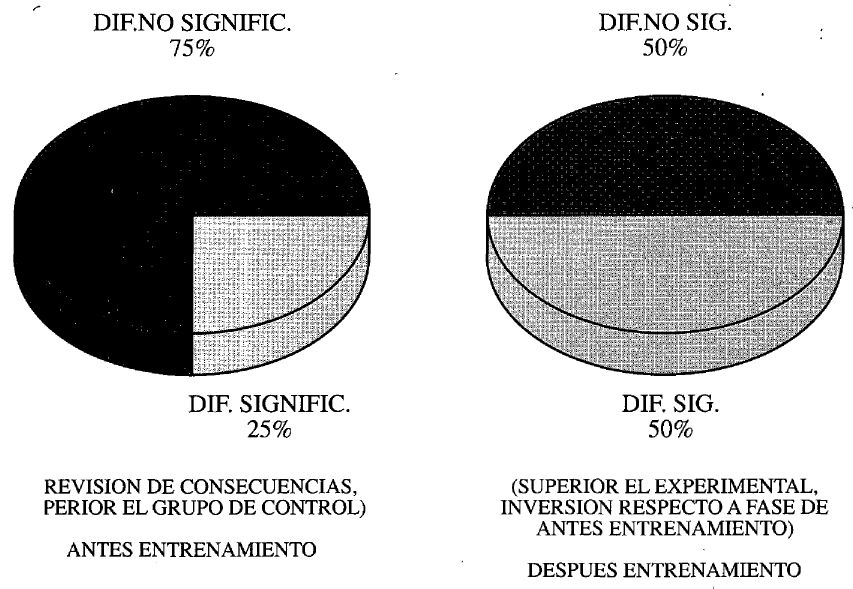 DIF.NO SIGNIFIC.
75%
DIF. SIGNIFIC.
25%
REVISION DE CONSECUENCIAS,
PERIOR EL GRUPO DE CONTROL)
ANTES ENTRENAMIENTO
DIF.NO SIG.
50%
DIF. SIG.
50%
(SUPERIOR EL EXPERIMENTAL,
INVERSION RESPECTO A FASE DE
ANTES ENTRENAMIENTO)
DESPUES ENTRENAMIENTO